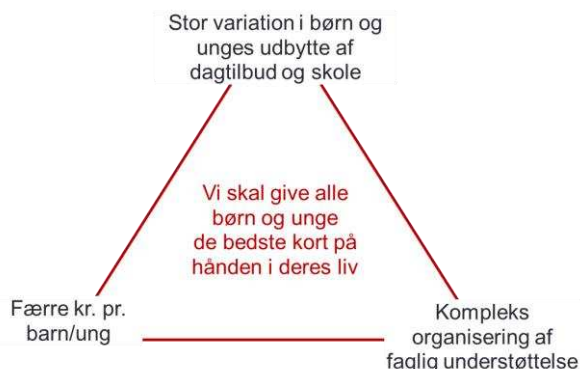 Stor variation i børn og
unges udbytte af
dagtilbud og skole
Vi skal give alle
børn og unge
de bedste kort på
hånden i deres liv
Færre kr. pr.
barn/ung
Kompleks
organisering af
faglig understøttelse